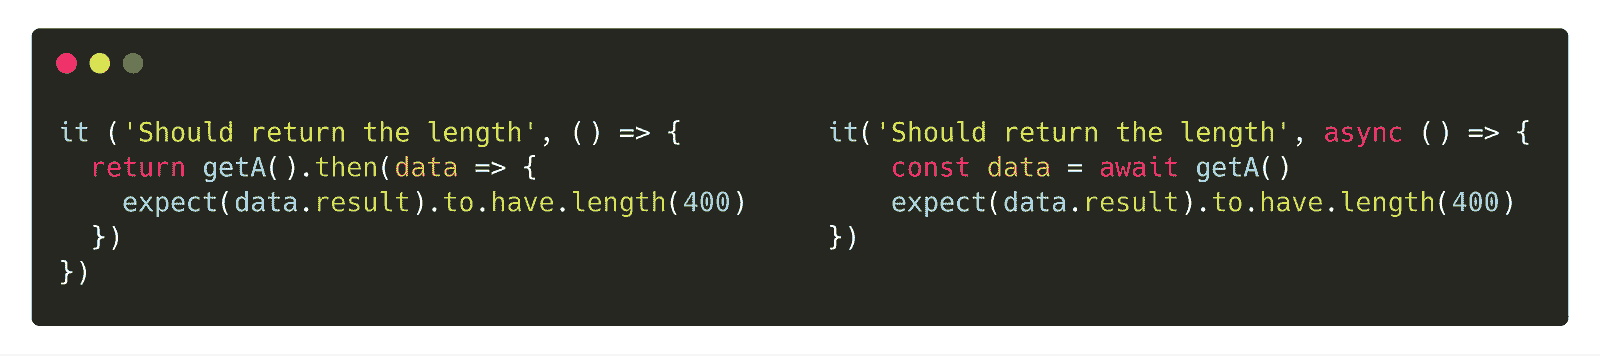 it ('Should return the length', () => {
  return getA().then(data => {
    expect(data.result).to.have.length(400)
  })
})
it('Should return the length', async () => {
    const data = await getA()
    expect(data.result).to.have.length(400)
})